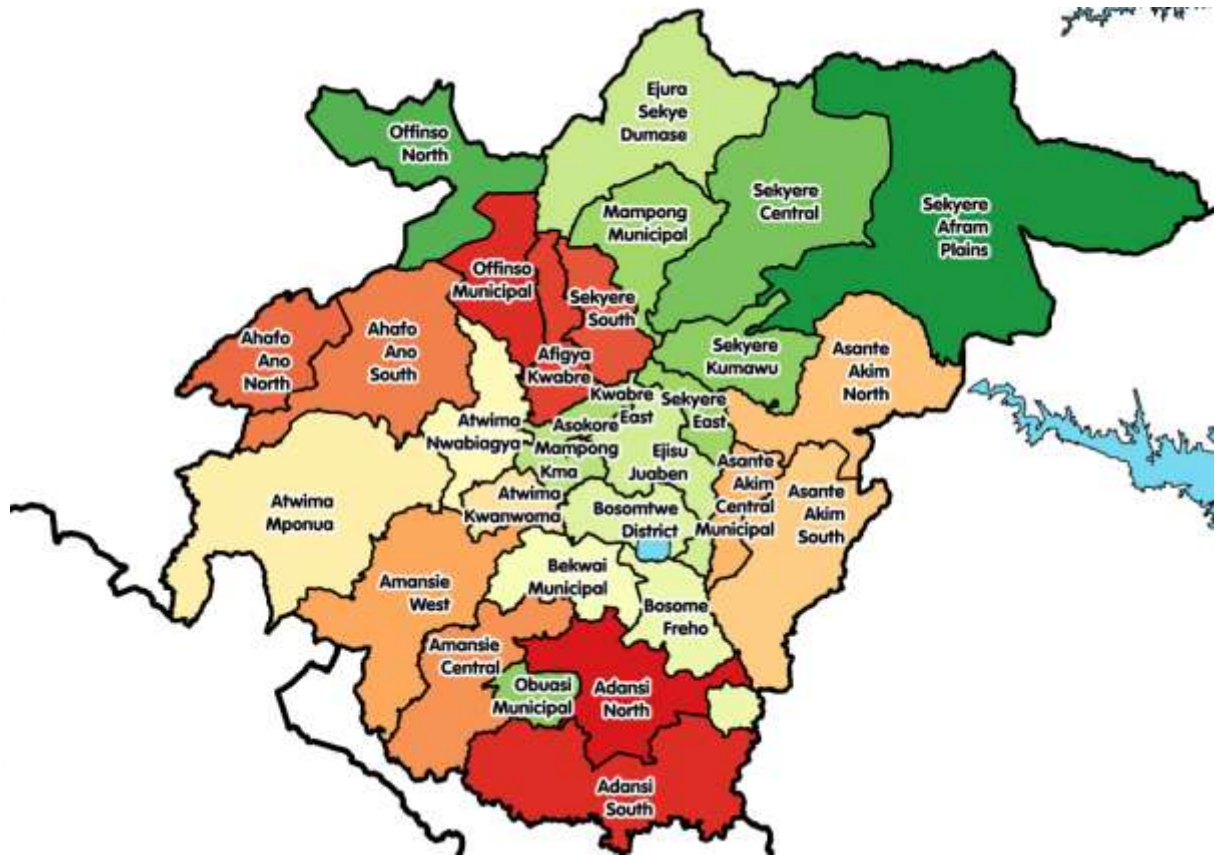 Ejura
Sekye
Dumase
Offinso
North
Sekyere
Central
Mampong
Municipal
Sekyere
Afram
Plains
Offinso
Municipal
Sekyere
South
Ahafo
Ano
North
Ahafo
Ano
South
Afigya
Kwabre
Sekyere
Kumawu
Asante
Akim
North
Kwabre
East
Sekyere
East
Atwima
Nwabiagya
Asokore
Mampong
Kma
Ejisu
Juaben
Asante
Akim
Central
Municipal
Asante
Akim
South
Atwima
Mponua
Atwima
Kwanwoma
Bosomtwe
District
Bekwai
Municipal
Amansie
West
Bosome
Freho
Amansie
Central
Obuasi
Municipal
Adansi
North
Adansi
South